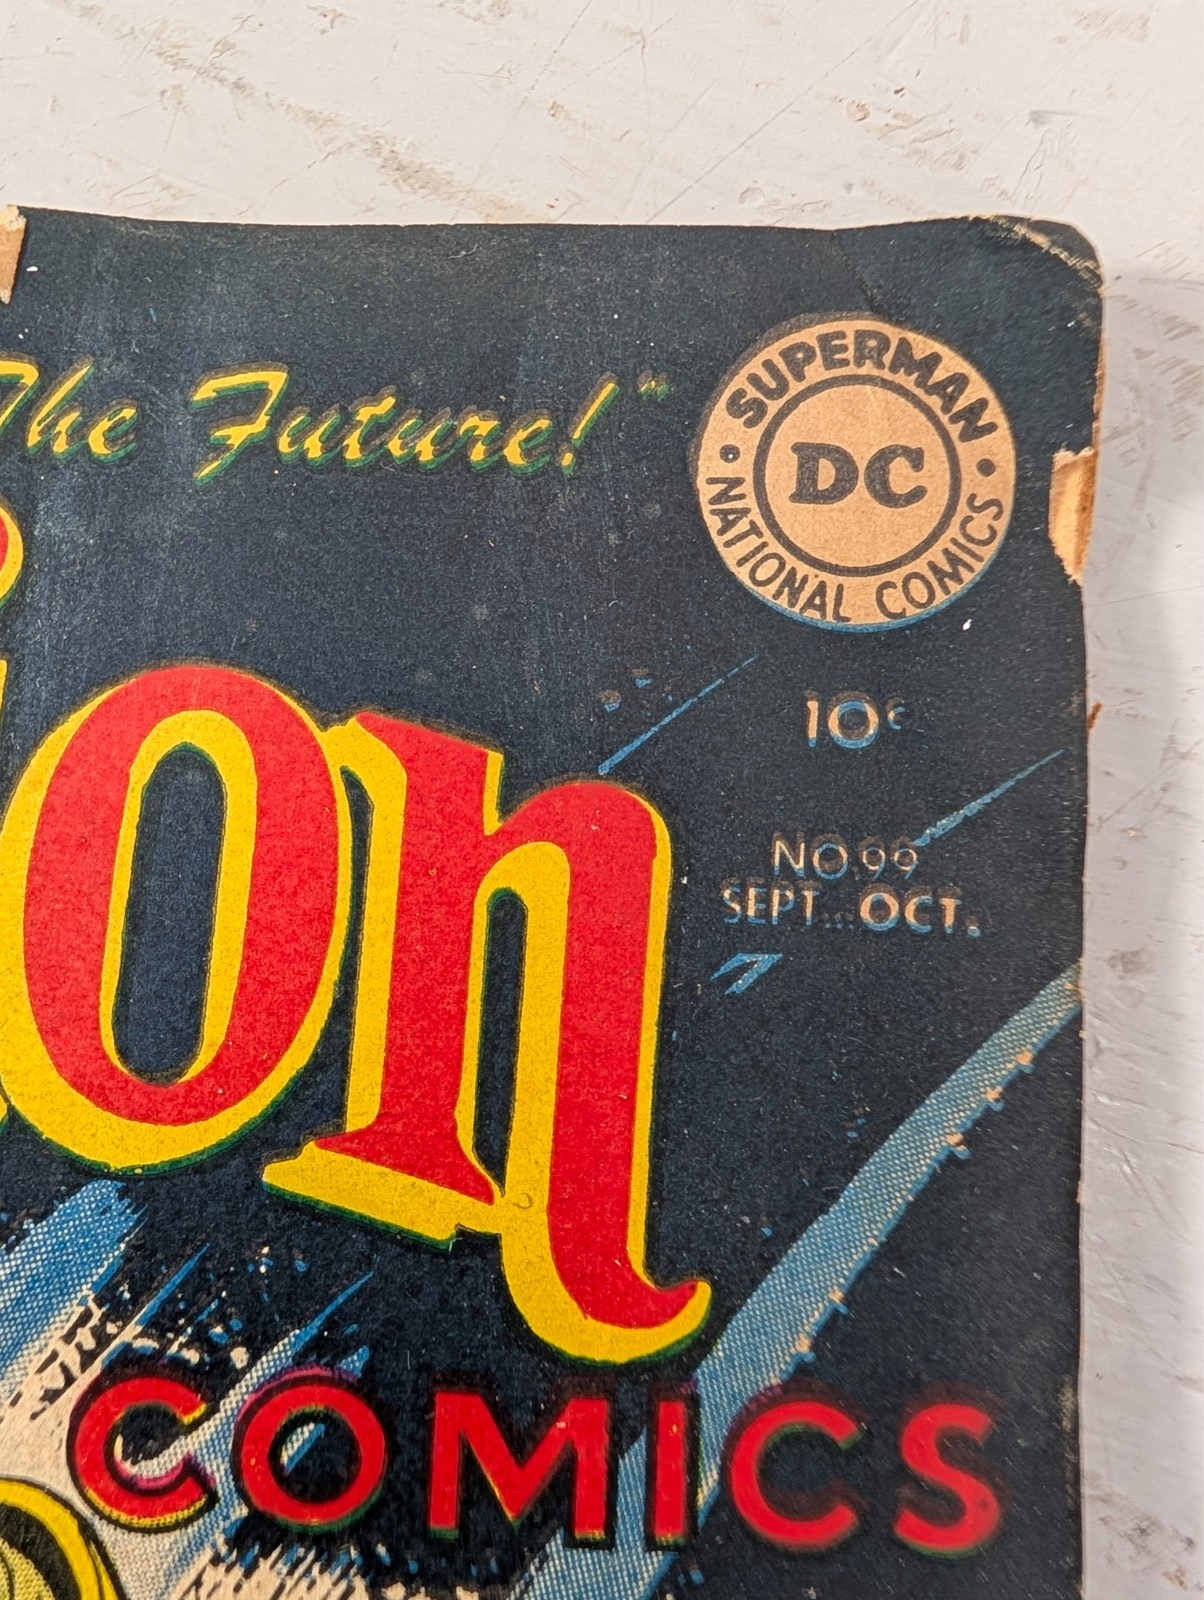 The Future!"
SUPERMAN
DC
NATIONAL COMICS
10¢
NO.99
SEPT...OCT.
on
COMICS